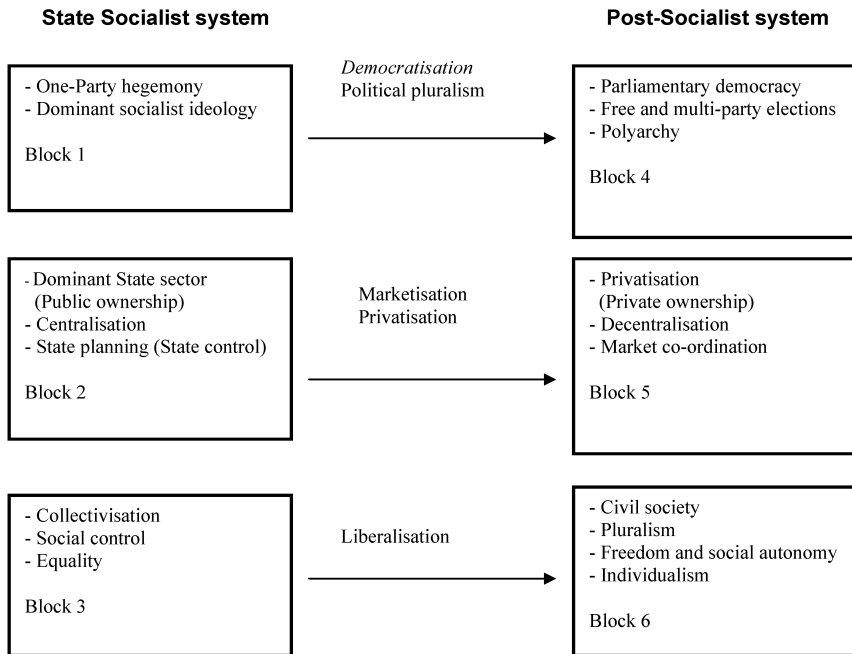 State Socialist system
Post-Socialist system
- One-Party hegemony
- Dominant socialist ideology
Block 1
Democratisation
Political pluralism
- Parliamentary democracy
- Free and multi-party elections
- Polyarchy
Block 4
- Dominant State sector
(Public ownership)
- Centralisation
- State planning (State control)
Block 2
Marketisation
Privatisation
- Privatisation
(Private ownership)
- Decentralisation
- Market co-ordination
Block 5
- Collectivisation
- Social control
- Equality
Block 3
Liberalisation
- Civil society
- Pluralism
- Freedom and social autonomy
- Individualism
Block 6